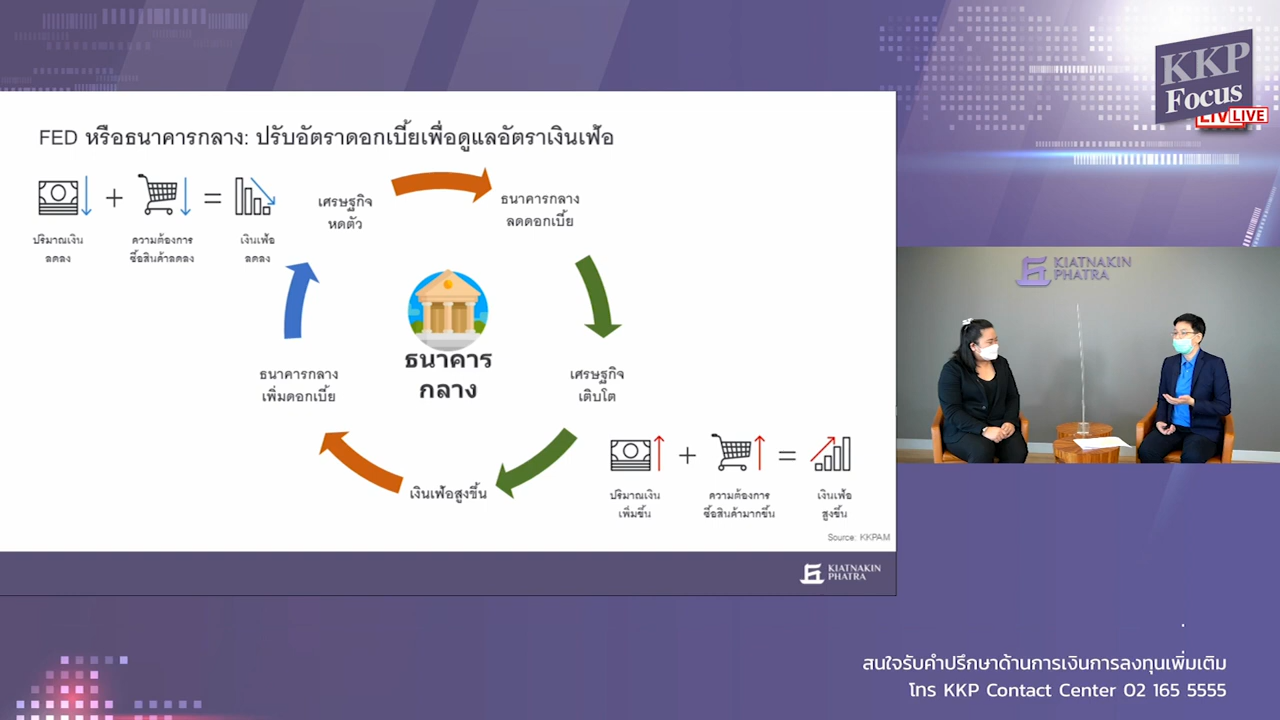 KKP
Focus
LIVE
FED หรือธนาคารกลาง: ปรับอัตราดอกเบี้ยเพื่อดูแลอัตราเงินเฟ้อ
ปริมาณเงิน
ลดลง
+
ความต้องการ
ซื้อสินค้าลดลง
=
เงินเฟ้อ
ลดลง
เศรษฐกิจ
หดตัว
ธนาคารกลาง
ลดดอกเบี้ย
ธนาคาร
กลาง
ธนาคารกลาง
เพิ่มดอกเบี้ย
เศรษฐกิจ
เติบโต
เงินเฟ้อสูงขึ้น
ปริมาณเงิน
เพิ่มขึ้น
+
ความต้องการ
ซื้อสินค้ามากขึ้น
=
เงินเฟ้อ
สูงขึ้น
Source: KKPAM
KIATNAKIN
PHATRA
KIATNAKIN
PHATRA
สนใจรับคำปรึกษาด้านการเงินการลงทุนเพิ่มเติม
โทร KKP Contact Center 02 165 5555